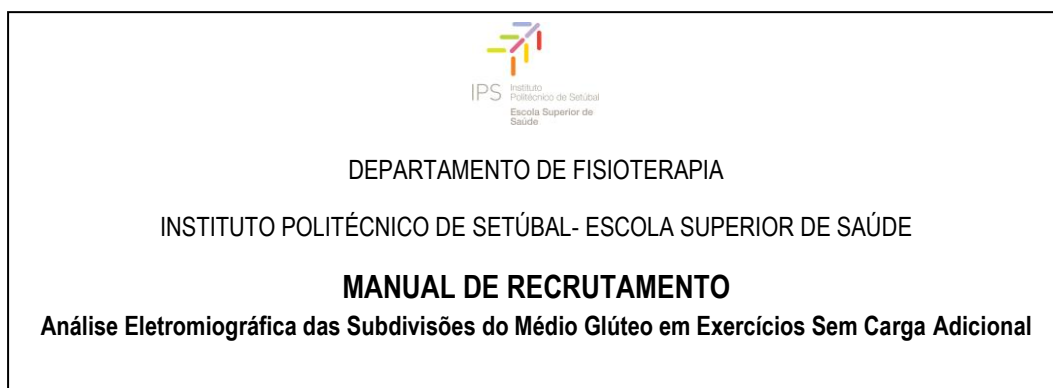 IPS Instituto
Politécnico de Setúbal
Escola Superior de
Saúde
DEPARTAMENTO DE FISIOTERAPIA
INSTITUTO POLITÉCNICO DE SETÚBAL- ESCOLA SUPERIOR DE SAÚDE
MANUAL DE RECRUTAMENTO
Análise Eletromiográfica das Subdivisões do Médio Glúteo em Exercícios Sem Carga Adicional